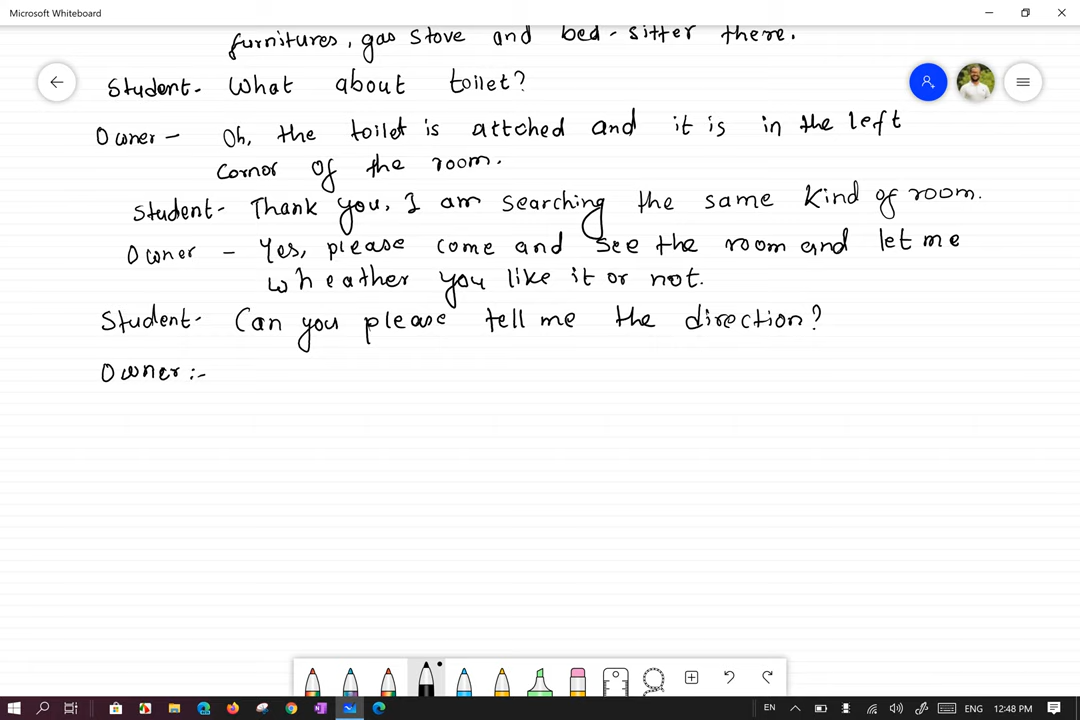 Microsoft Whiteboard
furnitures, gas stove and bed-sitter there.
Student- What about toilet?
Owner- Oh, the toilet is attched and it is in the left
cornor of the room.
Student- Thank you, I am searching the same kind of room.
Owner - Yes, please come and see the room and let me
wheather you like it or not.
Student- Can you please tell me the direction?
Owner:-
EN ENG 12:48 PM